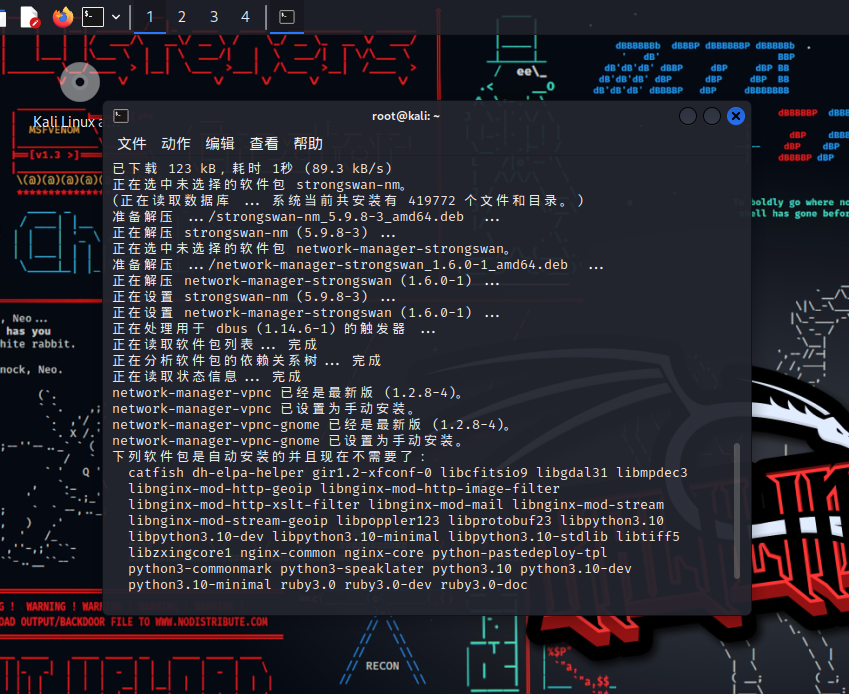 1 2 3 4
Kali Linux a
MSFVENOM
[v1.3 >]
root@kali: ~
文件 动作 编辑 查看 帮助
已下载 123 kB，耗时 1秒 (89.3 kB/s)
正在选中未选择的软件包 strongswan-nm。
(正在读取数据库 ... 系统当前共安装有 419772 个文件和目录。)
准备解压 .../strongswan-nm_5.9.8-3_amd64.deb ...
正在解压 strongswan-nm (5.9.8-3) ...
正在选中未选择的软件包 network-manager-strongswan。
准备解压 .../network-manager-strongswan_1.6.0-1_amd64.deb ...
正在解压 network-manager-strongswan (1.6.0-1) ...
正在设置 strongswan-nm (5.9.8-3) ...
正在设置 network-manager-strongswan (1.6.0-1) ...
正在处理用于 dbus (1.14.6-1) 的触发器 ...
正在读取软件包列表... 完成
正在分析软件包的依赖关系树... 完成
正在读取状态信息... 完成
network-manager-vpnc 已经是最新版 (1.2.8-4)。
network-manager-vpnc 已设置为手动安装。
network-manager-vpnc-gnome 已经是最新版 (1.2.8-4)。
network-manager-vpnc-gnome 已设置为手动安装。
下列软件包是自动安装的并且现在不需要了：
catfish dh-elpa-helper gir1.2-xfconf-0 libcfitsio9 libgdal31 libmpdec3
libnginx-mod-http-geoip libnginx-mod-http-image-filter
libnginx-mod-http-xslt-filter libnginx-mod-mail libnginx-mod-stream
libnginx-mod-stream-geoip libpoppler123 libprotobuf23 libpython3.10
libpython3.10-dev libpython3.10-minimal libpython3.10-stdlib libtiff5
libzxingcore1 nginx-common nginx-core python-pastedeploy-tpl
python3-commonmark python3-speaklater python3.10 python3.10-dev
python3.10-minimal ruby3.0 ruby3.0-dev ruby3.0-doc
boldly go where no
ell has gone before
, Neo...
has you
hite rabbit.
nock, Neo.
G ! WARNING ! WAR
OAD OUTPUT/BACKDOOR FILE TO WWW.NODISTRIBUTE.COM
RECON